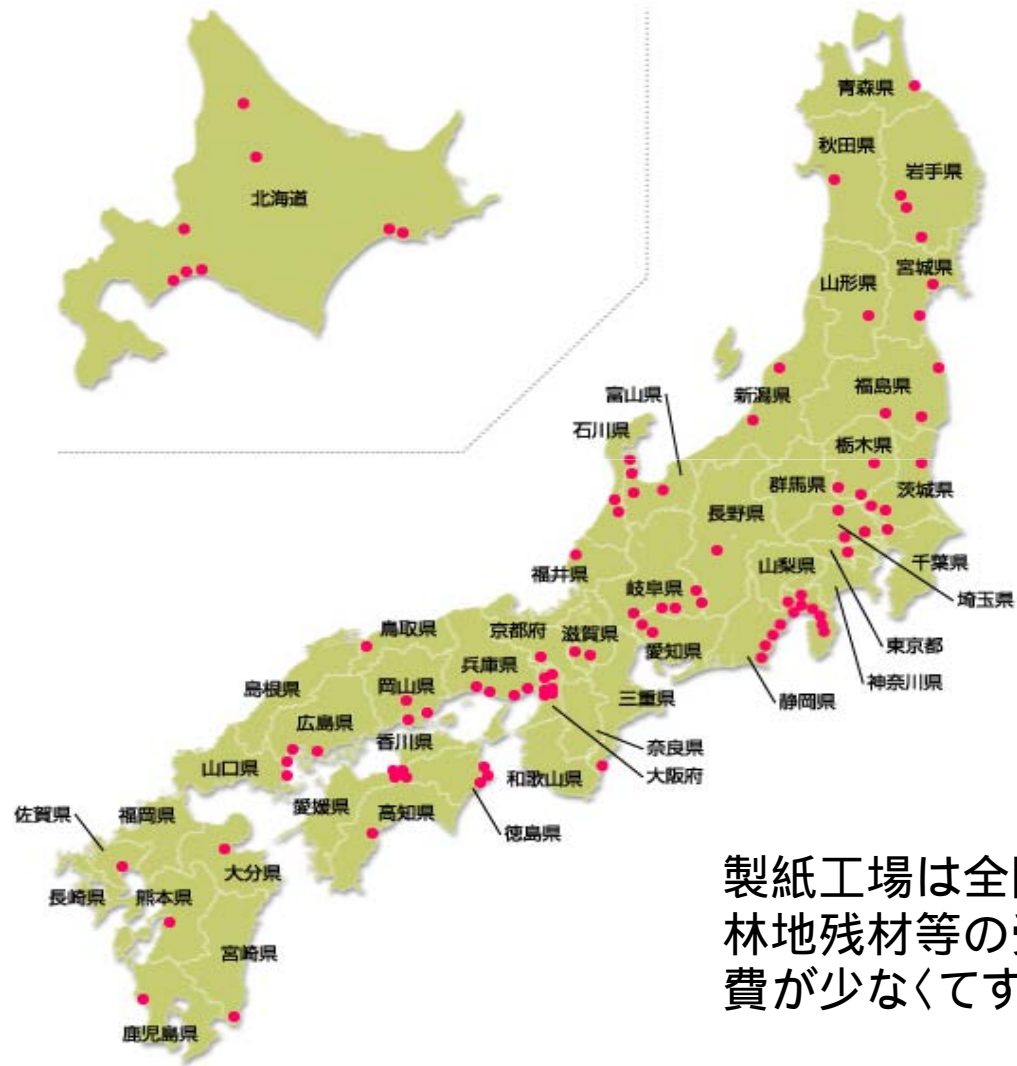 北海道
青森県
秋田県
岩手県
宮城県
山形県
福島県
新潟県
富山県
石川県
栃木県
群馬県
茨城県
長野県
千葉県
山梨県
福井県
岐阜県
埼玉県
東京都
神奈川県
静岡県
愛知県
滋賀県
京都府
鳥取県
兵庫県
岡山県
島根県
広島県
三重県
奈良県
大阪府
和歌山県
香川県
山口県
愛媛県
高知県
徳島県
福岡県
佐賀県
長崎県
熊本県
大分県
宮崎県
鹿児島県
製紙工場は全
林地残材等の
費が少なくてす